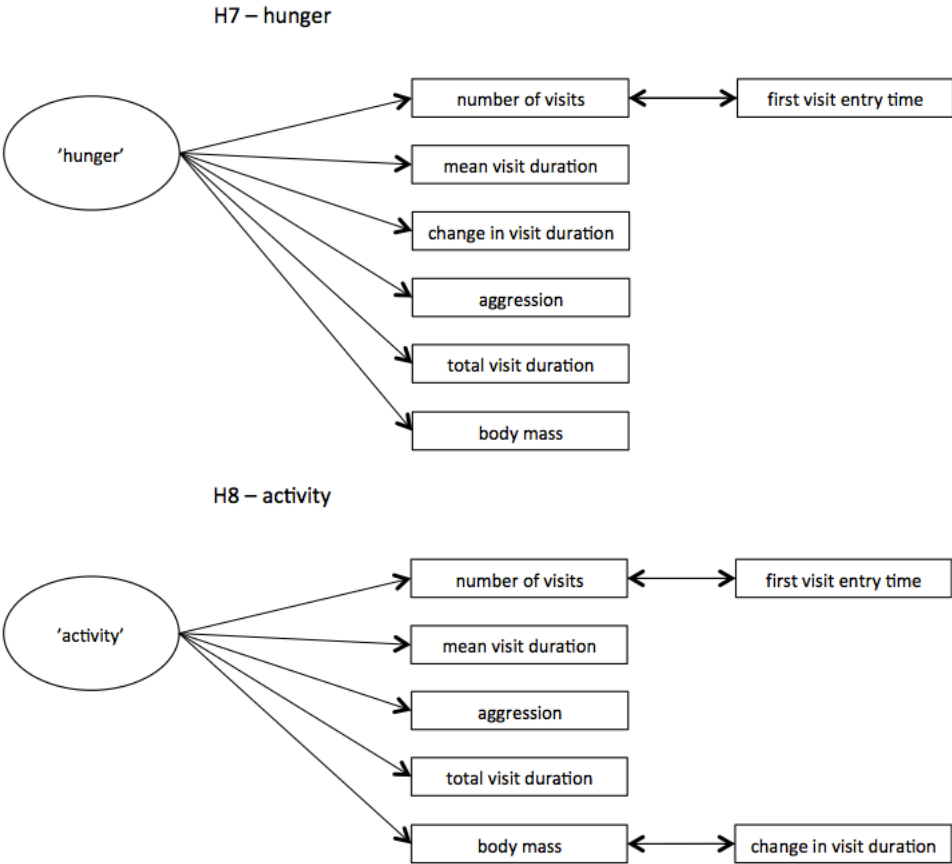 H7 – hunger
number of visits
first visit entry time
’hunger’
mean visit duration
change in visit duration
aggression
total visit duration
body mass
H8 – activity
number of visits
first visit entry time
’activity’
mean visit duration
aggression
total visit duration
body mass
change in visit duration